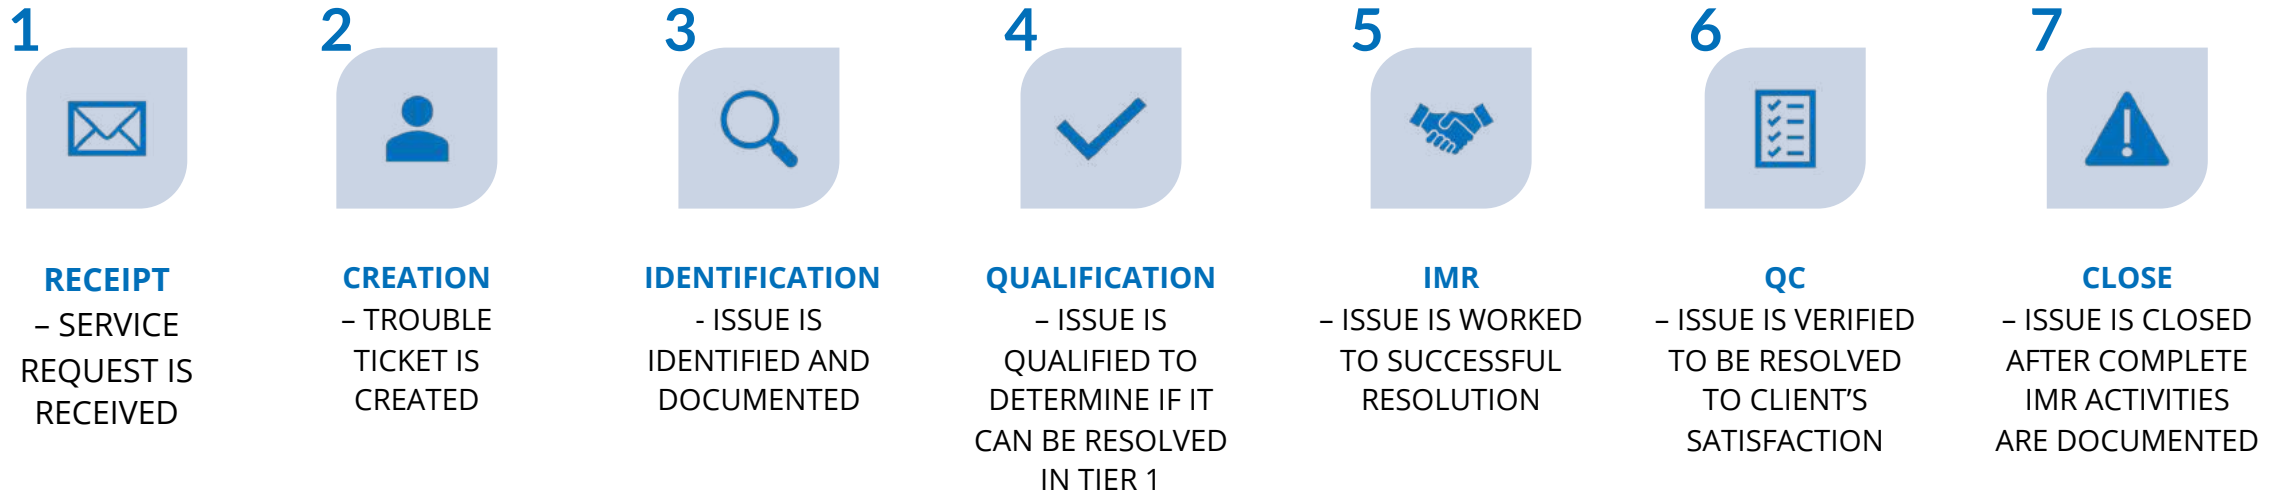 1
RECEIPT
– SERVICE
REQUEST IS
RECEIVED
2
CREATION
– TROUBLE
TICKET IS
CREATED
3
IDENTIFICATION
- ISSUE IS
IDENTIFIED AND
DOCUMENTED
4
QUALIFICATION
– ISSUE IS
QUALIFIED TO
DETERMINE IF IT
CAN BE RESOLVED
IN TIER 1
5
IMR
– ISSUE IS WORKED
TO SUCCESSFUL
RESOLUTION
6
QC
– ISSUE IS VERIFIED
TO BE RESOLVED
TO CLIENT’S
SATISFACTION
7
CLOSE
– ISSUE IS CLOSED
AFTER COMPLETE
IMR ACTIVITIES
ARE DOCUMENTED